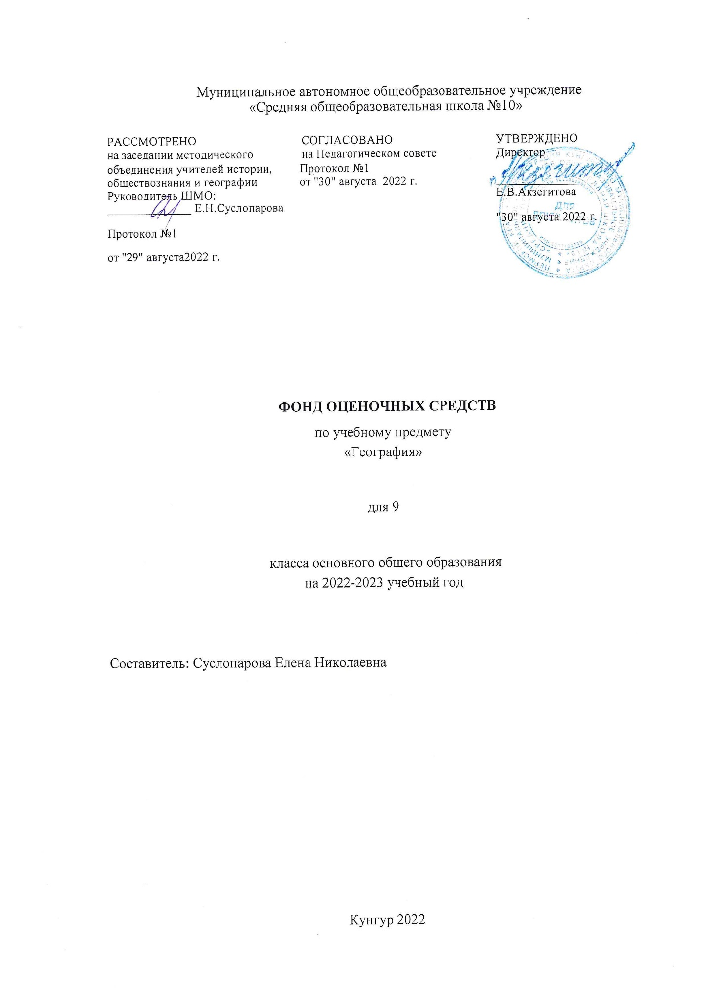 Муниципальное автономное общеобразовательное учреждение
«Средняя общеобразовательная школа №10»
РАССМОТРЕНО
на заседании методического
объединения учителей истории,
обществознания и географии
Руководитель ШМО:
Е.Н.Суслопарова
Протокол №1
от "29" августа2022 г.
СОГЛАСОВАНО
на Педагогическом совете
Протокол №1
от "30" августа 2022 г.
УТВЕРЖДЕНО
Директор
Е.В.Акзегитова
"30" августа 2022 г.
Для
ФОНД ОЦЕНОЧНЫХ СРЕДСТВ
по учебному предмету
«География»
для 9
класса основного общего образования
на 2022-2023 учебный год
Составитель: Суслопарова Елена Николаевна
Кунгур 2022